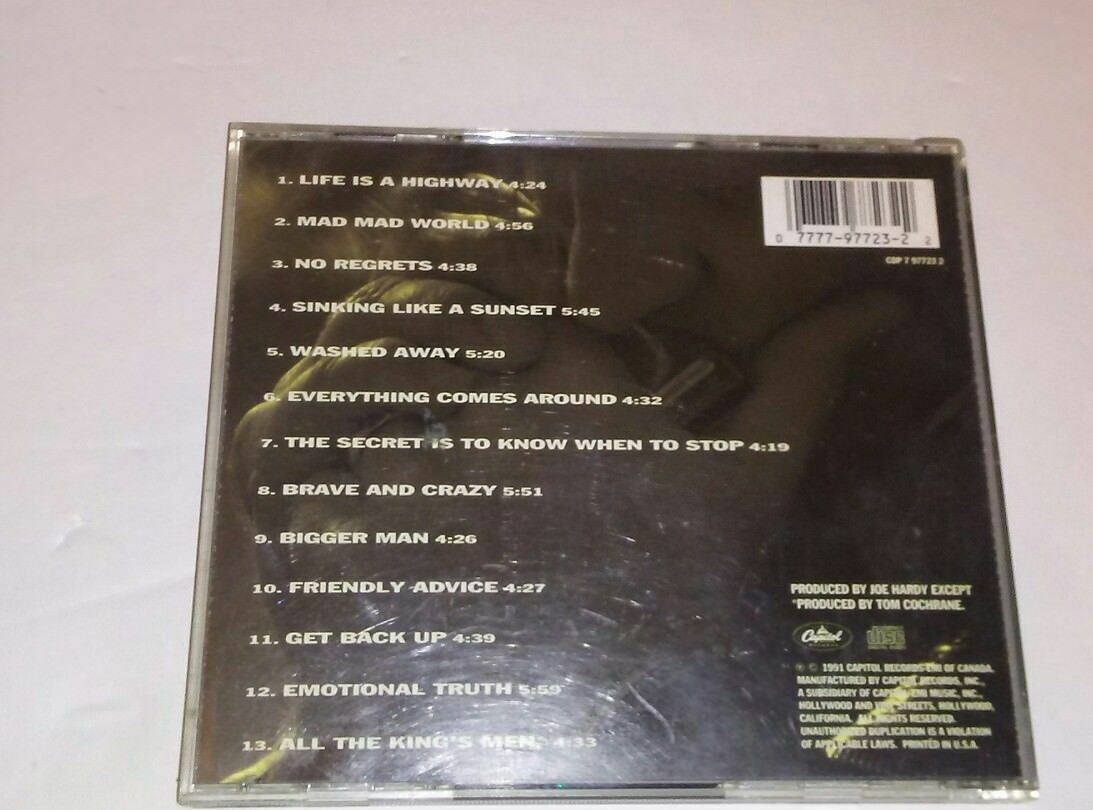 1. LIFE IS A HIGHWAY 4:24
2. MAD MAD WORLD 4:56
3. NO REGRETS 4:38
4. SINKING LIKE A SUNSET 5:45
5. WASHED AWAY 5:20
6. EVERYTHING COMES AROUND 4:32
7. THE SECRET IS TO KNOW WHEN TO STOP 4:19
8. BRAVE AND CRAZY 5:51
9. BIGGER MAN 4:26
10. FRIENDLY ADVICE 4:27
11. GET BACK UP 4:39
12. EMOTIONAL TRUTH 5:59
13. ALL THE KING'S MEN* 4:33
0 7777-97723-2 2
CDP 7 97723 2
PRODUCED BY JOE HARDY EXCEPT
*PRODUCED BY TOM COCHRANE.
Capitol
RECORDS
COMPACT
DISC
DIGITAL AUDIO
℗ © 1991 CAPITOL RECORDS-EMI OF CANADA.
MANUFACTURED BY CAPITOL RECORDS, INC.,
A SUBSIDIARY OF CAPITOL-EMI MUSIC, INC.,
HOLLYWOOD AND VINE STREETS, HOLLYWOOD,
CALIFORNIA. ALL RIGHTS RESERVED.
UNAUTHORIZED DUPLICATION IS A VIOLATION
OF APPLICABLE LAWS. PRINTED IN U.S.A.